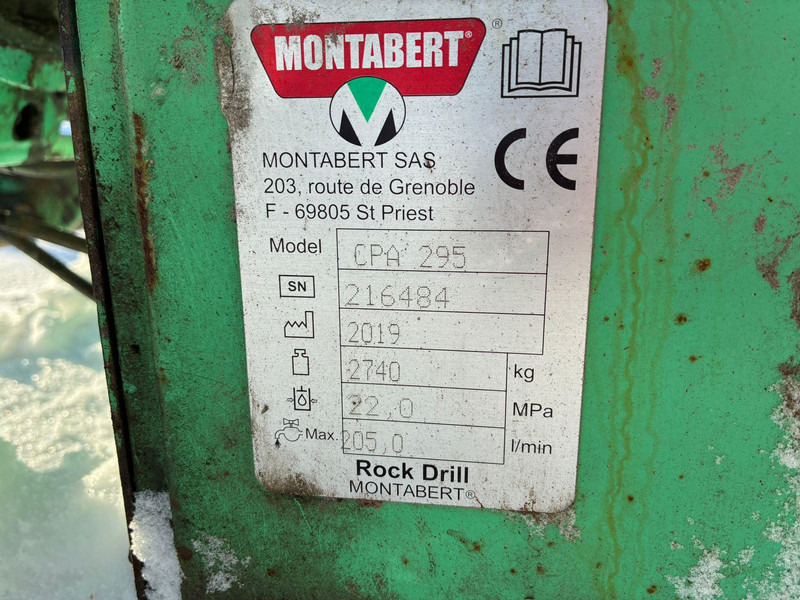 MONTABERT®
®
CE
MONTABERT SAS
203, route de Grenoble
F - 69805 St Priest
Model CPA 295
SN 216484
2019
2740 kg
22,0 MPa
Max. 205,0 l/min
Rock Drill
MONTABERT®